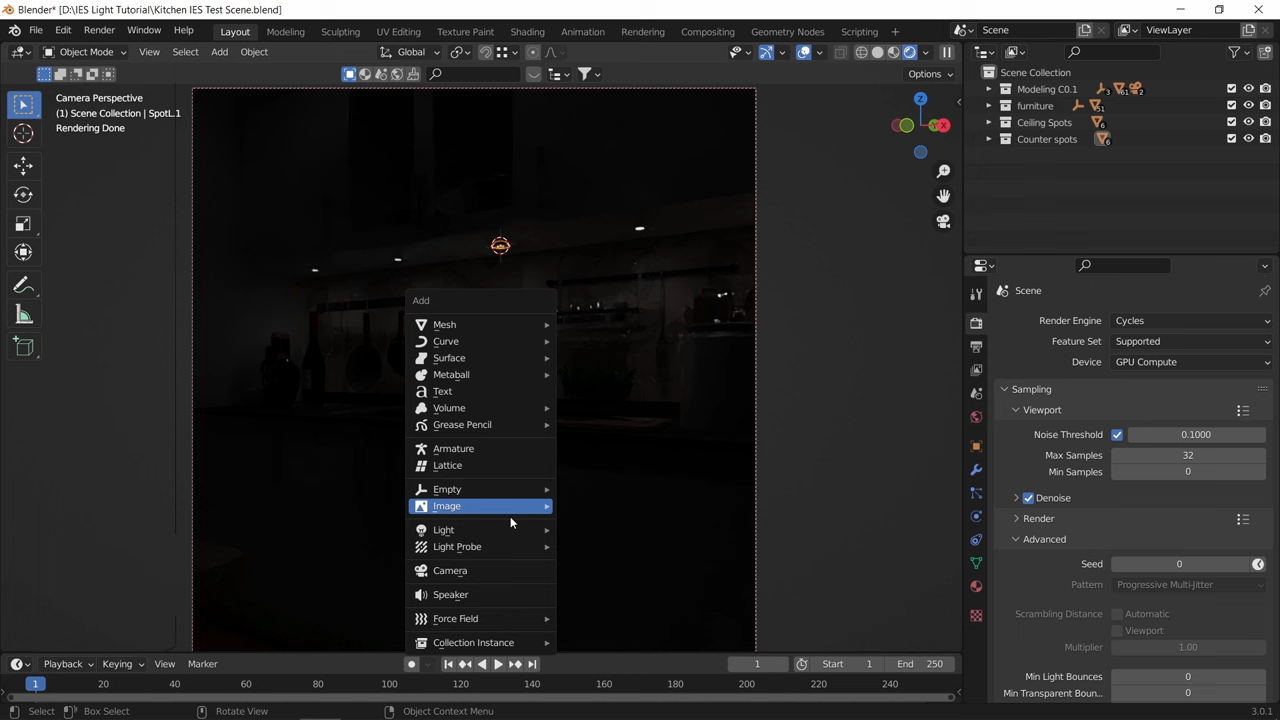 Blender* [D:\IES Light Tutorial\Kitchen IES Test Scene.blend]
File Edit Render Window Help Layout Modeling Sculpting UV Editing Texture Paint Shading Animation Rendering Compositing Geometry Nodes Scripting Scene ViewLayer
Object Mode View Select Add Object Global
Options
Camera Perspective
(1) Scene Collection | SpotL.1
Rendering Done
Z
Y X
Scene Collection
Modeling C0.1 3 61 2
furniture 51
Ceiling Spots 6
Counter spots 6
Scene
Render Engine Cycles
Feature Set Supported
Device GPU Compute
Sampling
Viewport
Noise Threshold 0.1000
Max Samples 32
Min Samples 0
Denoise
Render
Advanced
Seed 0
Pattern Progressive Multi-Jitter
Scrambling Distance Automatic
Viewport
Multiplier 1.00
Min Light Bounces 0
Min Transparent Boun... 0
Add
Mesh
Curve
Surface
Metaball
Text
Volume
Grease Pencil
Armature
Lattice
Empty
Image
Light
Light Probe
Camera
Speaker
Force Field
Collection Instance
Playback Keying View Marker 1 Start 1 End 250
1 20 40 60 80 100 120 140 160 180 200 220 240
Select Box Select Rotate View Object Context Menu 3.0.1